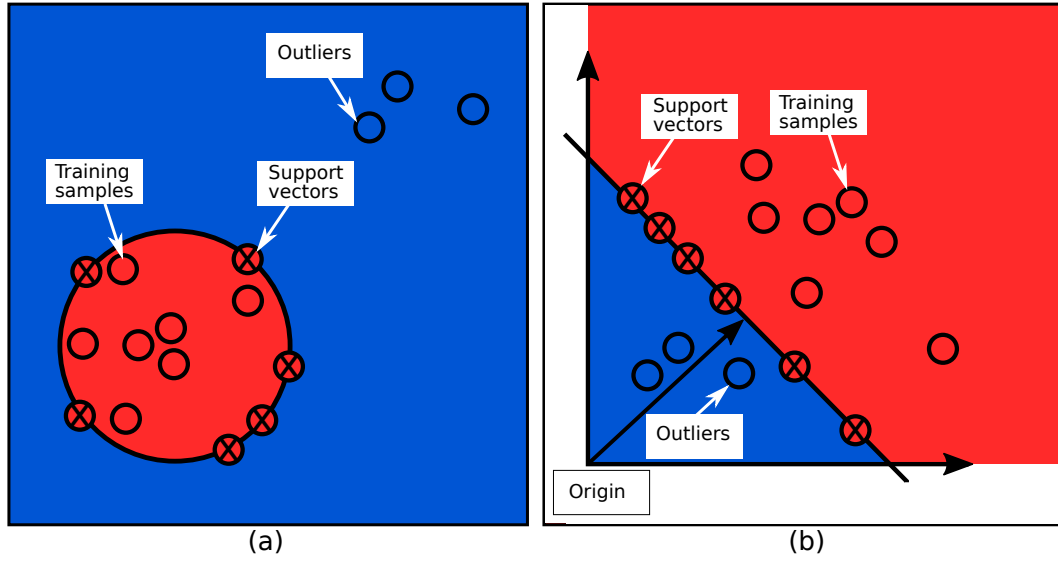 Outliers
Training
samples
Support
vectors
(a)
Support
vectors
Training
samples
Outliers
Origin
(b)